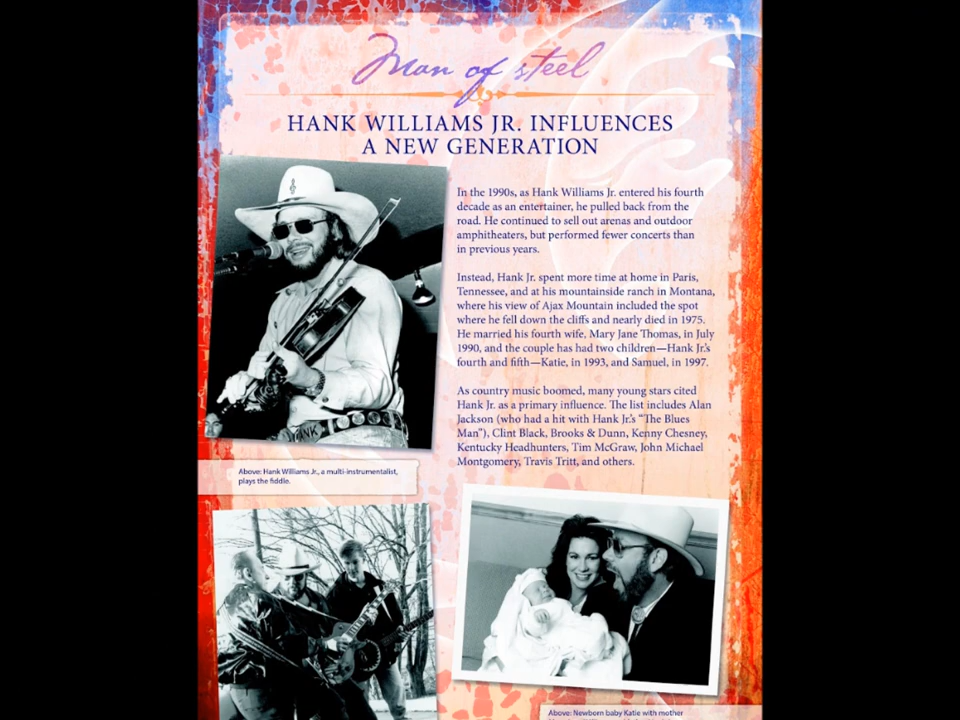 Man of steel
HANK WILLIAMS JR. INFLUENCES
A NEW GENERATION
In the 1990s, as Hank Williams Jr. entered his fourth
decade as an entertainer, he pulled back from the
road. He continued to sell out arenas and outdoor
amphitheaters, but performed fewer concerts than
in previous years.
Instead, Hank Jr. spent more time at home in Paris,
Tennessee, and at his mountainside ranch in Montana,
where his view of Ajax Mountain included the spot
where he fell down the cliffs and nearly died in 1975.
He married his fourth wife, Mary Jane Thomas, in July
1990, and the couple has had two children—Hank Jr.'s
fourth and fifth—Katie, in 1993, and Samuel, in 1997.
As country music boomed, many young stars cited
Hank Jr. as a primary influence. The list includes Alan
Jackson (who had a hit with Hank Jr.'s “The Blues
Man”), Clint Black, Brooks & Dunn, Kenny Chesney,
Kentucky Headhunters, Tim McGraw, John Michael
Montgomery, Travis Tritt, and others.
HANK
Above: Hank Williams Jr., a multi-instrumentalist,
plays the fiddle.
Above: Newborn baby Katie with mother